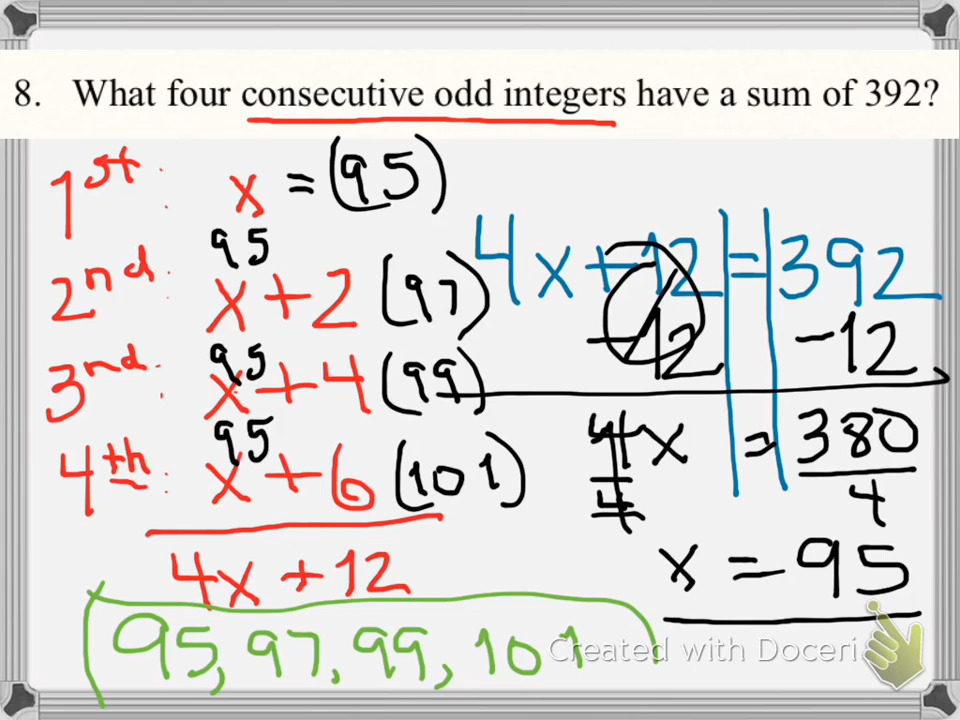 8. What four consecutive odd integers have a sum of 392?
1st: x = (95)
95
2nd: x + 2 (97)
95
3rd: x + 4 (99)
95
4th: x + 6 (101)
4x + 12
95, 97, 99, 101
4x + 12 = 392
- 12 - 12
4x = 380
4 4
x = 95
Created with Doceri